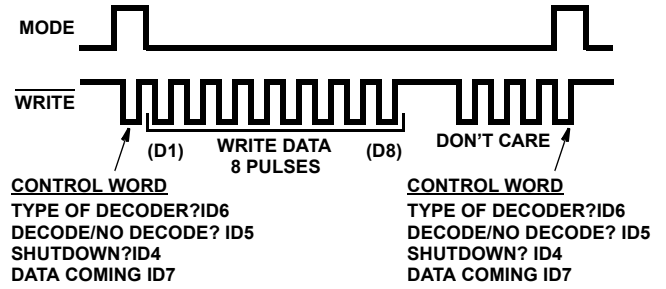 MODE
WRITE
(D1)
WRITE DATA
8 PULSES
(D8)
DON'T CARE
CONTROL WORD
TYPE OF DECODER?ID6
DECODE/NO DECODE? ID5
SHUTDOWN?ID4
DATA COMING ID7
CONTROL WORD
TYPE OF DECODER?ID6
DECODE/NO DECODE? ID5
SHUTDOWN? ID4
DATA COMING ID7